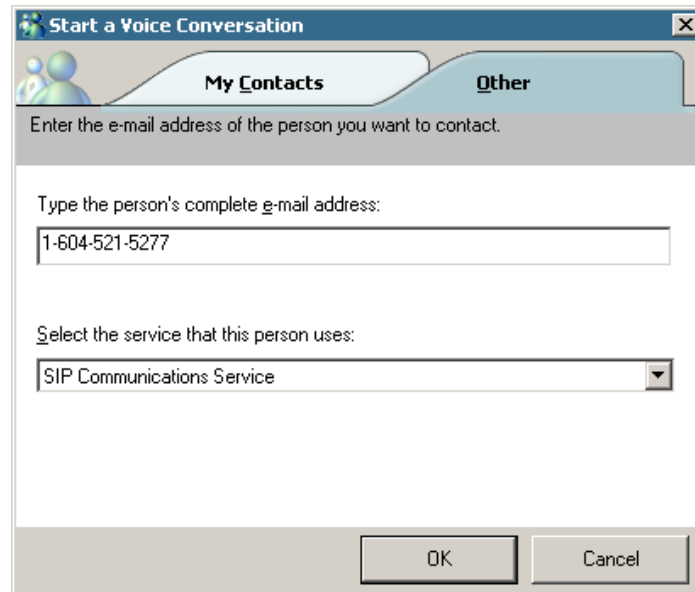 Start a Voice Conversation
My Contacts
Other
Enter the e-mail address of the person you want to contact.
Type the person's complete e-mail address:
1-604-521-5277
Select the service that this person uses:
SIP Communications Service
OK
Cancel